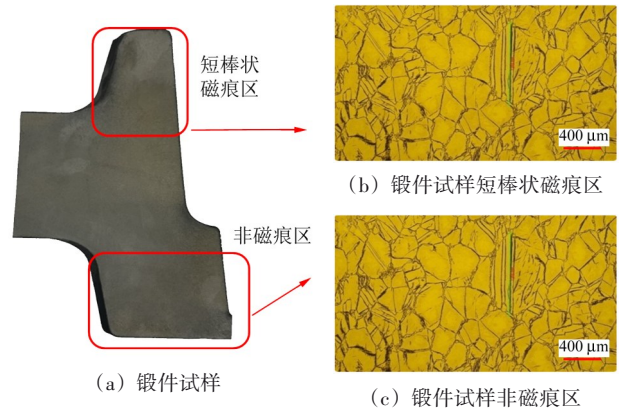 短棒状
磁痕区
400 μm
(b) 锻件试样短棒状磁痕区
非磁痕区
400 μm
(a) 锻件试样
(c) 锻件试样非磁痕区